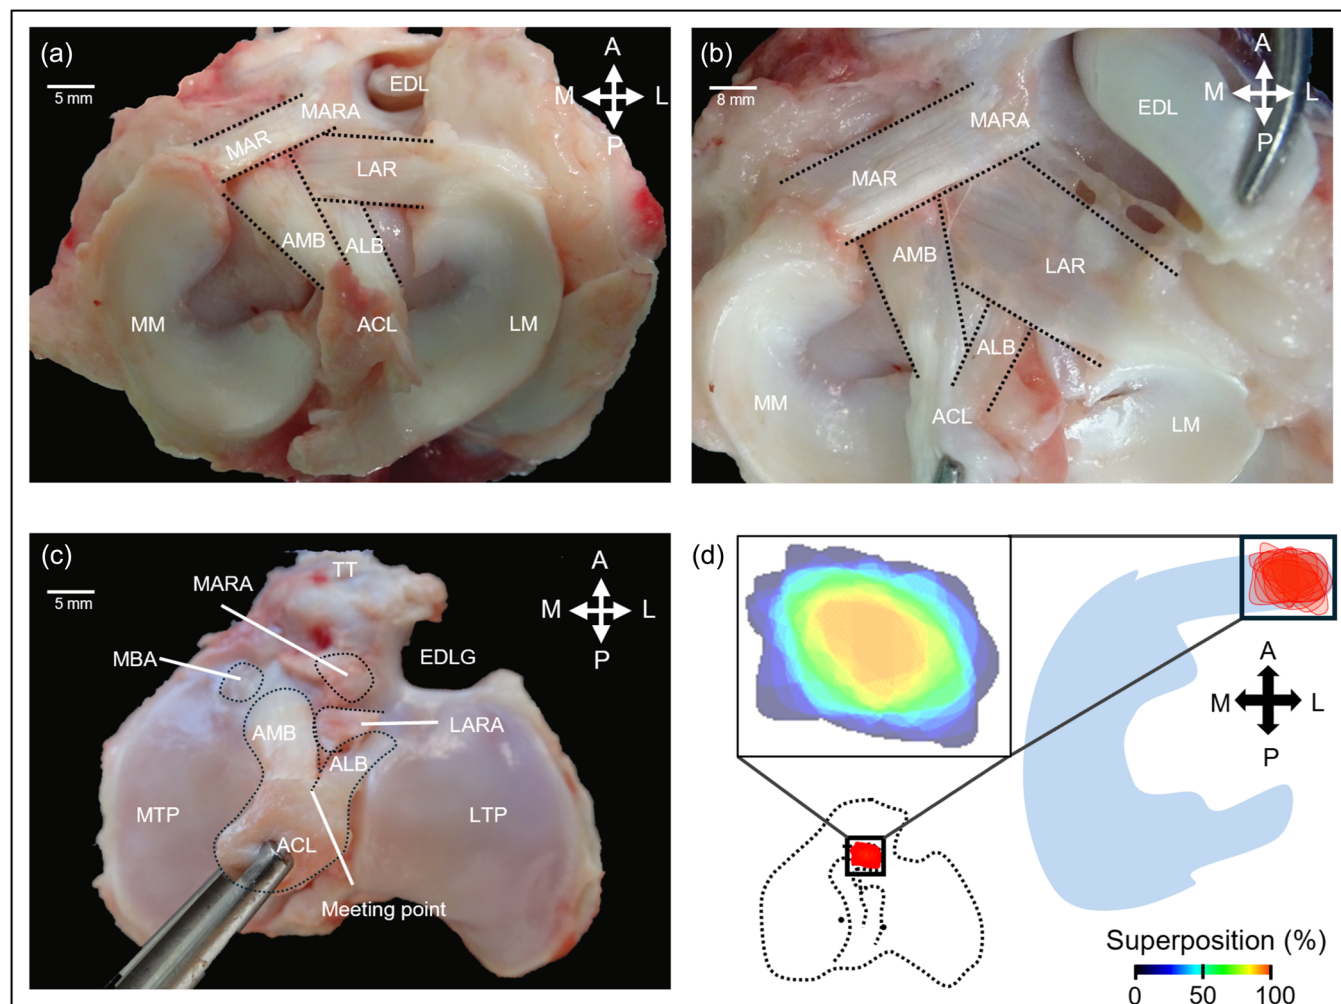 (a)
A
M L
P
5 mm
EDL
MARA
MAR
LAR
AMB
ALB
MM
ACL
LM
(b)
A
M L
P
8 mm
EDL
MARA
MAR
AMB
LAR
ALB
MM
ACL
LM
(c)
A
M L
P
5 mm
TT
MARA
MBA
EDLG
AMB
LARA
ALB
MTP
LTP
ACL
Meeting point
(d)
A
M L
P
Superposition (%)
0 50 100